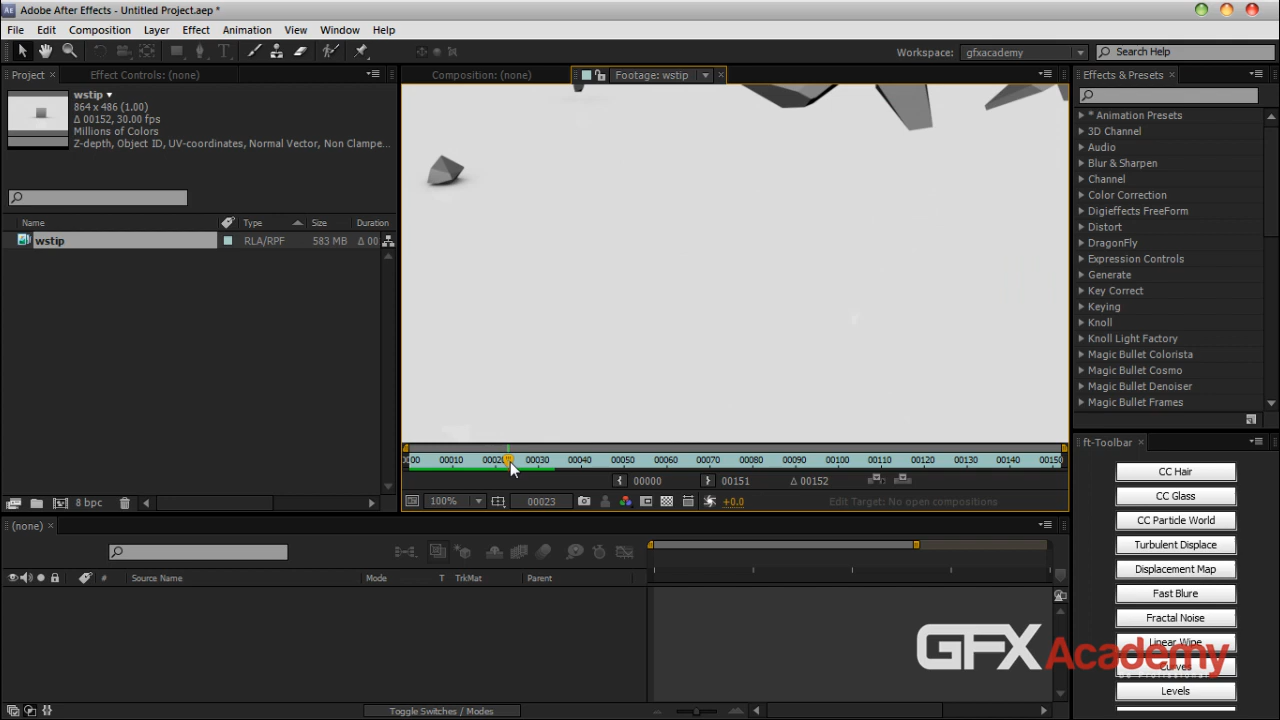 Adobe After Effects - Untitled Project.aep *
File Edit Composition Layer Effect Animation View Window Help
Workspace: gfxacademy Search Help
Project Effect Controls: (none)
wstip
864 x 486 (1.00)
Δ 00152, 30.00 fps
Millions of Colors
Z-depth, Object ID, UV-coordinates, Normal Vector, Non Clampe...
Name Type Size Duration
wstip RLA/RPF 583 MB Δ 00
8 bpc
Composition: (none) Footage: wstip
00 00010 00020 00030 00040 00050 00060 00070 00080 00090 00100 00110 00120 00130 00140 00150
00000 00151 Δ 00152
100% 00023 +0.0 Edit Target: No open compositions
Effects & Presets
* Animation Presets
3D Channel
Audio
Blur & Sharpen
Channel
Color Correction
Digieffects FreeForm
Distort
DragonFly
Expression Controls
Generate
Key Correct
Keying
Knoll
Knoll Light Factory
Magic Bullet Colorista
Magic Bullet Cosmo
Magic Bullet Denoiser
Magic Bullet Frames
ft-Toolbar
CC Hair
CC Glass
CC Particle World
Turbulent Displace
Displacement Map
Fast Blure
Fractal Noise
Linear Wipe
Curves
Levels
(none)
# Source Name Mode T TrkMat Parent
Toggle Switches / Modes
GFXAcademy